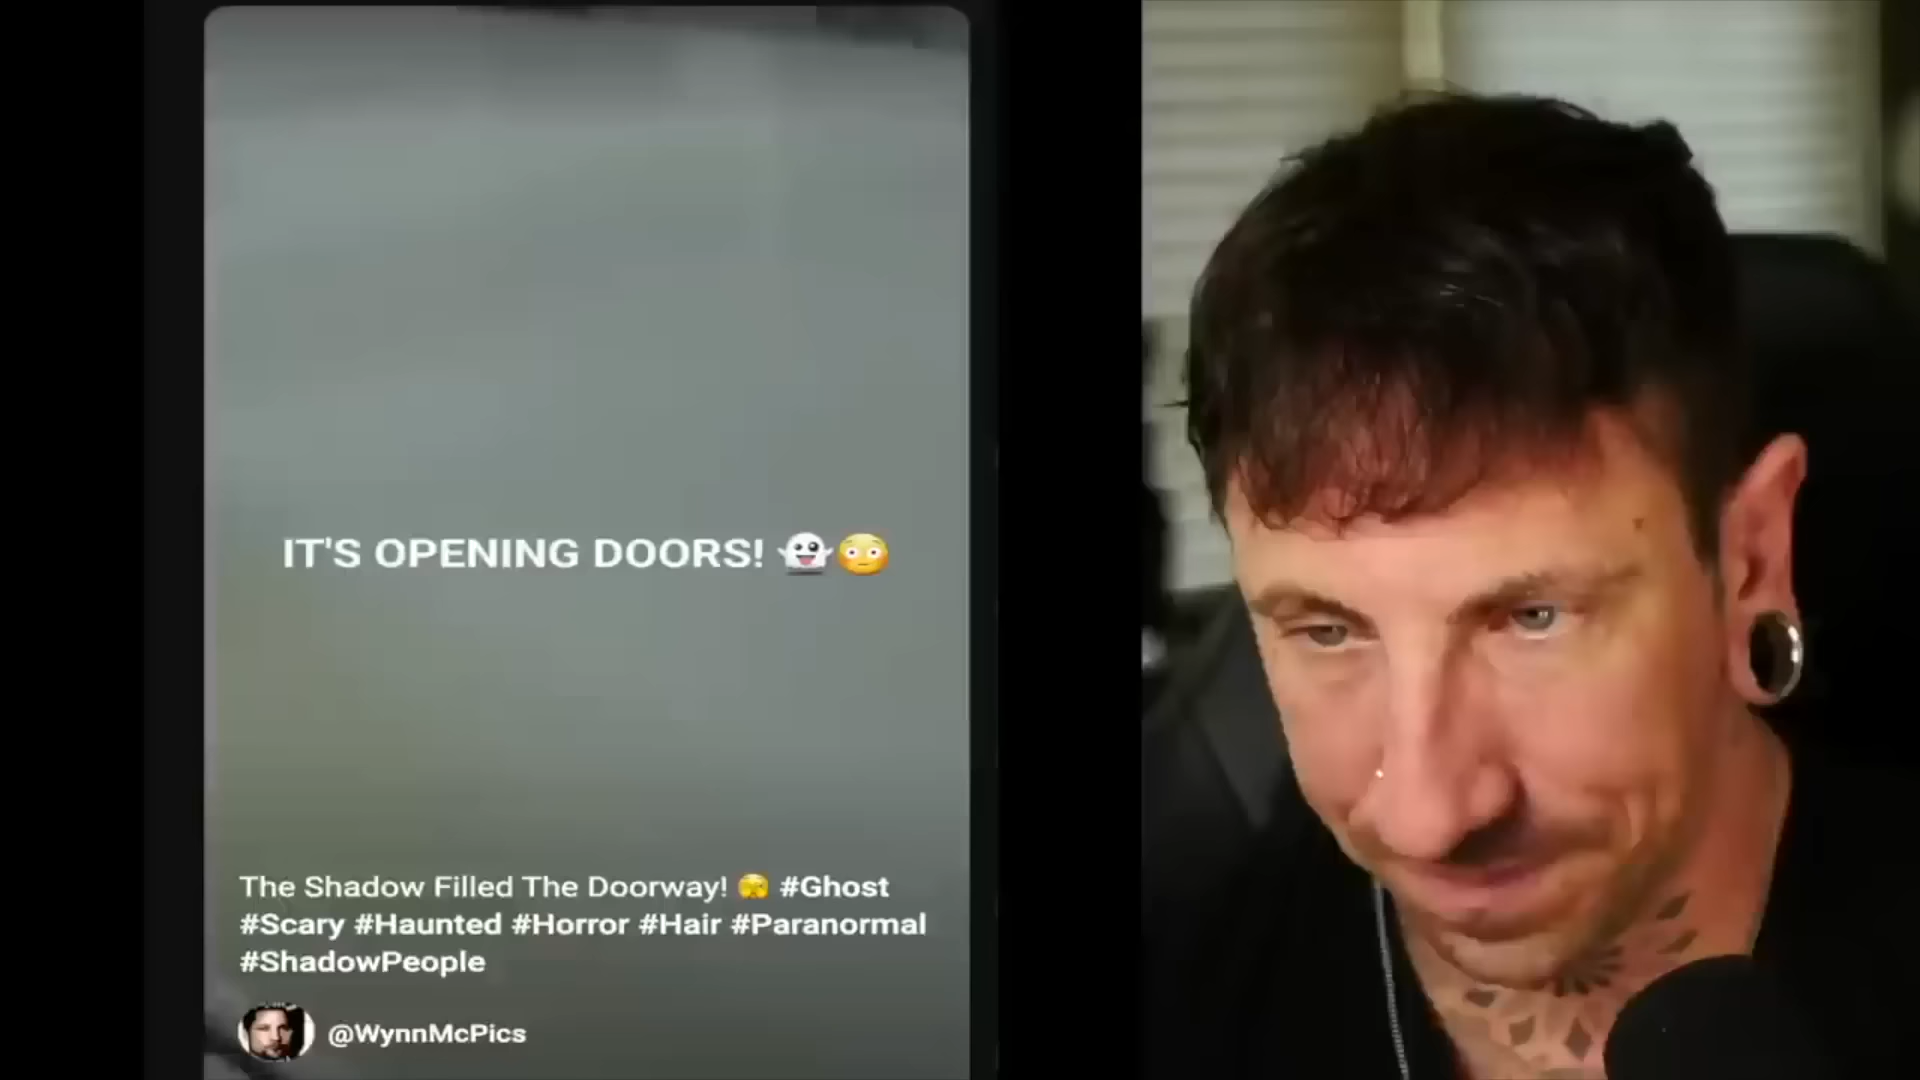 IT'S OPENING DOORS! 👻😳
The Shadow Filled The Doorway! 🫣 #Ghost
#Scary #Haunted #Horror #Hair #Paranormal
#ShadowPeople
@WynnMcPics